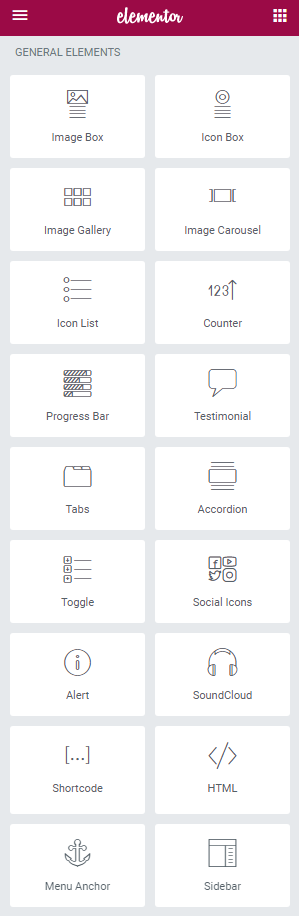 elementor
GENERAL ELEMENTS
Image Box
Icon Box
Image Gallery
Image Carousel
Icon List
123
Counter
Progress Bar
Testimonial
Tabs
Accordion
Toggle
Social Icons
Alert
SoundCloud
[...]
Shortcode
</>
HTML
Menu Anchor
Sidebar